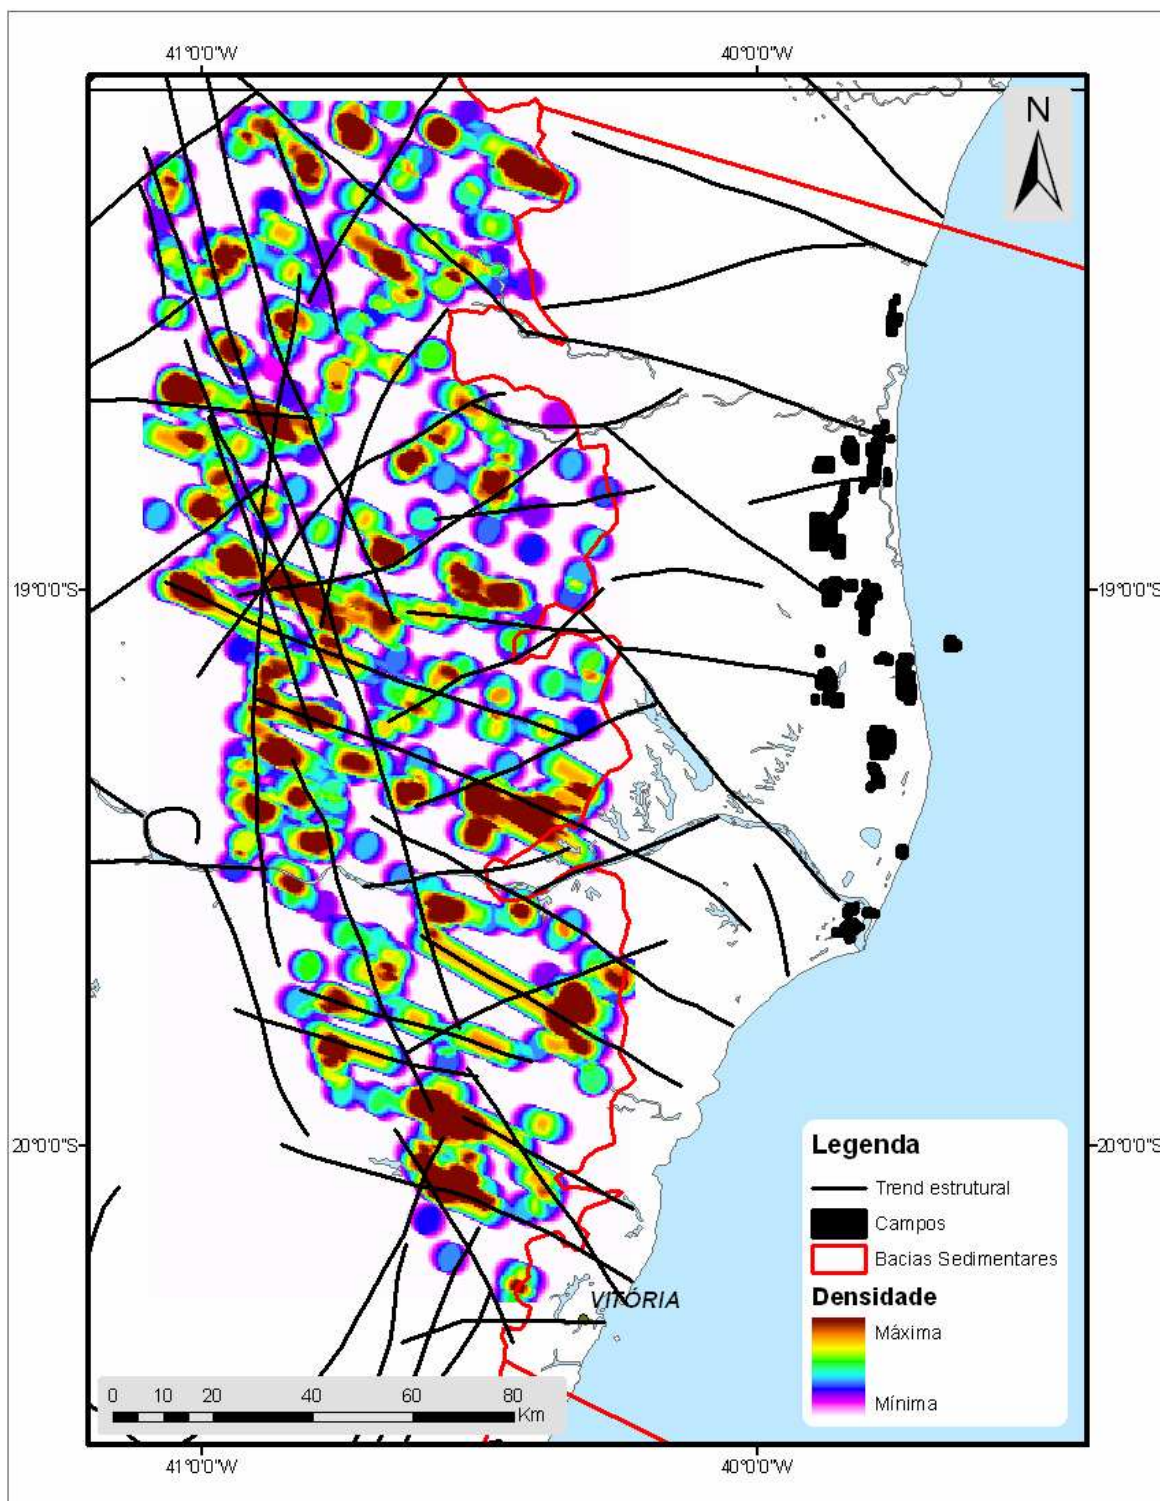 41°0'0"W
40°0'0"W
N
19°0'0"S
19°0'0"S
20°0'0"S
20°0'0"S
Legenda
Trend estrutural
Campos
Bacias Sedimentares
Densidade
Máxima
Mínima
VITÓRIA
0 10 20 40 60 80
Km
41°0'0"W
40°0'0"W